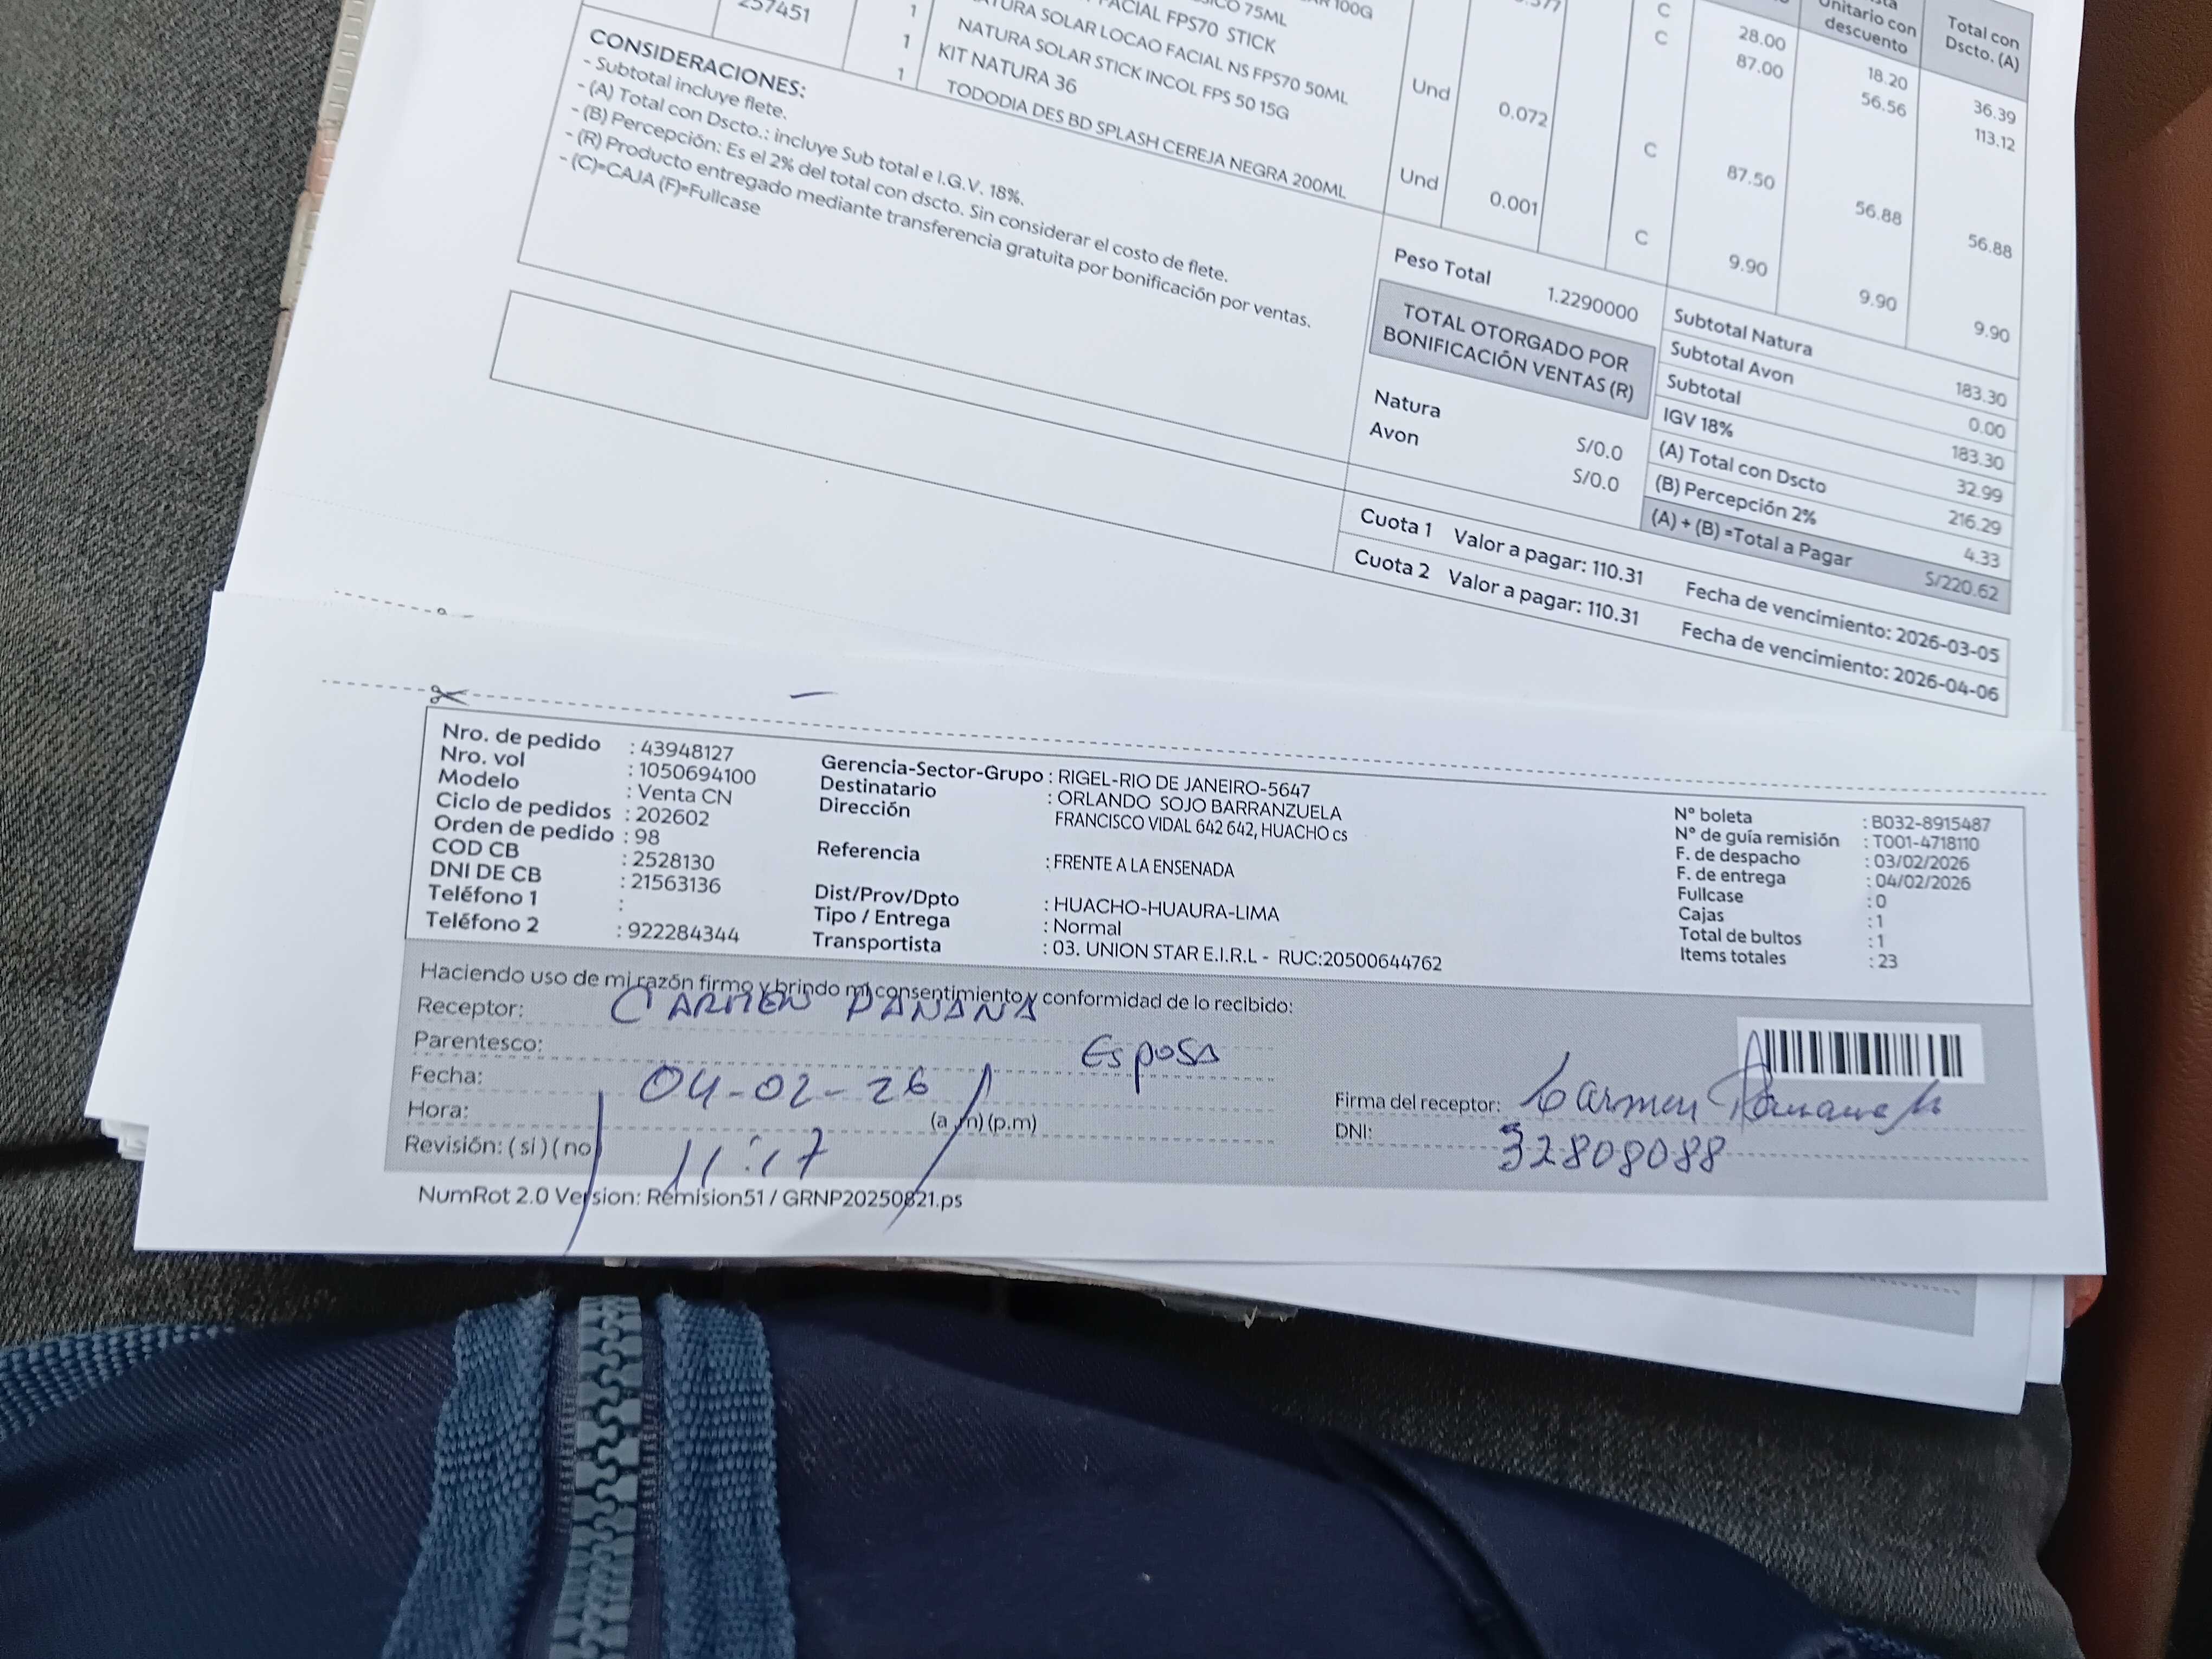 100G
75ML
FACIAL FPS70 STICK
SOLAR LOCAO FACIAL NS FPS70 50ML
NATURA SOLAR STICK INCOL FPS 50 15G
KIT NATURA 36
TODODIA DES BD SPLASH CEREJA NEGRA 200ML
257451
1
1
1
Und 0.072
Und 0.001
C
C
C
C
28.00
87.00
87.50
9.90
Unitario con descuento
18.20
56.56
56.88
9.90
Total con Dscto. (A)
36.39
113.12
56.88
9.90
CONSIDERACIONES:
- Subtotal incluye flete.
- (A) Total con Dscto.: incluye Sub total e I.G.V. 18%.
- (B) Percepción: Es el 2% del total con dscto. Sin considerar el costo de flete.
- (R) Producto entregado mediante transferencia gratuita por bonificación por ventas.
- (C)=CAJA (F)=Fullcase
Peso Total 1.2290000
TOTAL OTORGADO POR
BONIFICACIÓN VENTAS (R)
Natura S/0.0
Avon S/0.0
Subtotal Natura 183.30
Subtotal Avon 0.00
Subtotal 183.30
IGV 18% 32.99
(A) Total con Dscto 216.29
(B) Percepción 2% 4.33
(A) + (B) =Total a Pagar S/220.62
Cuota 1 Valor a pagar: 110.31 Fecha de vencimiento: 2026-03-05
Cuota 2 Valor a pagar: 110.31 Fecha de vencimiento: 2026-04-06
Nro. de pedido : 43948127
Nro. vol : 1050694100
Modelo : Venta CN
Ciclo de pedidos : 202602
Orden de pedido : 98
COD CB : 2528130
DNI DE CB : 21563136
Teléfono 1 :
Teléfono 2 : 922284344
Gerencia-Sector-Grupo : RIGEL-RIO DE JANEIRO-5647
Destinatario : ORLANDO SOJO BARRANZUELA
Dirección FRANCISCO VIDAL 642 642, HUACHO cs
Referencia : FRENTE A LA ENSENADA
Dist/Prov/Dpto : HUACHO-HUAURA-LIMA
Tipo / Entrega : Normal
Transportista : 03. UNION STAR E.I.R.L - RUC:20500644762
N° boleta : B032-8915487
N° de guía remisión : T001-4718110
F. de despacho : 03/02/2026
F. de entrega : 04/02/2026
Fullcase : 0
Cajas : 1
Total de bultos : 1
Items totales : 23
Haciendo uso de mi razón firmo y brindo mi consentimiento y conformidad de lo recibido:
Receptor: CARMEN PANANA
Parentesco: Esposa
Fecha: 04-02-26
Hora: 11:17 (a.m) (p.m)
Revisión: ( si ) ( no
Firma del receptor: Carmen
DNI: 32808088
NumRot 2.0 Version: Remision51 / GRNP20250821.ps